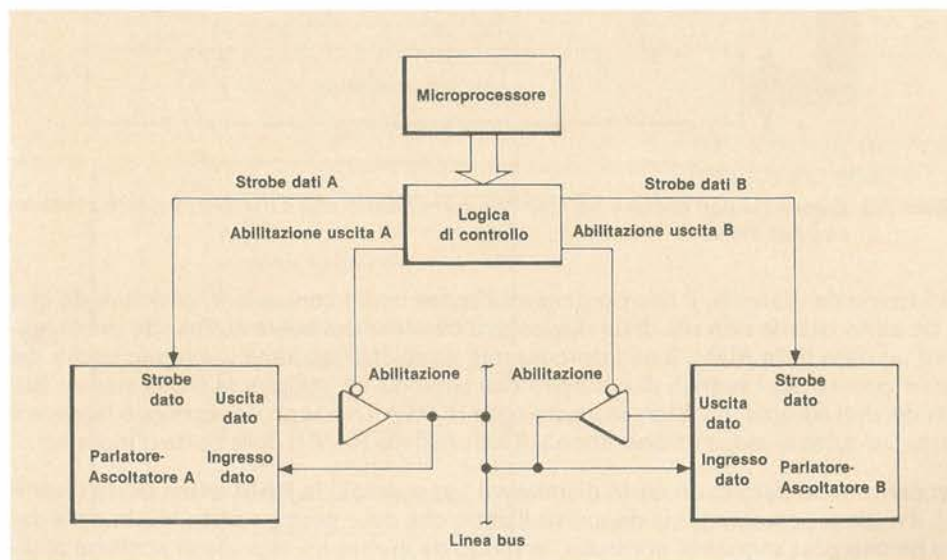 Microprocessore
Strobe dati A
Strobe dati B
Logica
di controllo
Abilitazione uscita A
Abilitazione uscita B
Abilitazione
Abilitazione
Strobe
dato
Uscita
dato
Parlatore-
Ascoltatore A
Ingresso
dato
Strobe
dato
Uscita
dato
Ingresso
dato
Parlatore-
Ascoltatore B
Linea bus